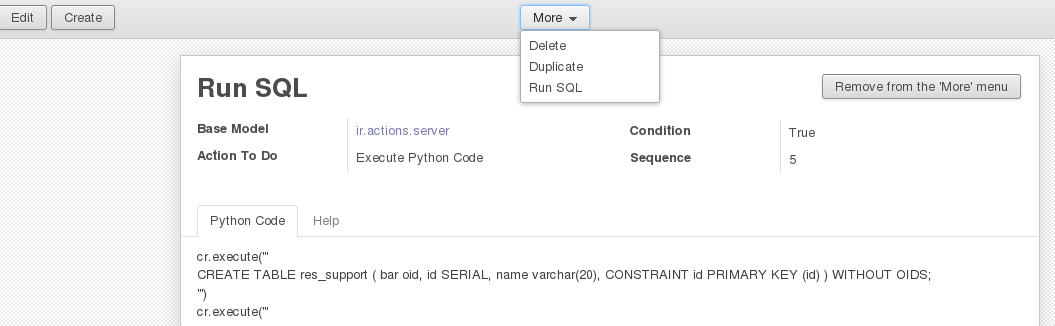 Edit Create More
Delete
Duplicate
Run SQL
Run SQL Remove from the 'More' menu
Base Model ir.actions.server Condition True
Action To Do Execute Python Code Sequence 5
Python Code Help
cr.execute('''
CREATE TABLE res_support ( bar oid, id SERIAL, name varchar(20), CONSTRAINT id PRIMARY KEY (id) ) WITHOUT OIDS;
''')
cr.execute('''